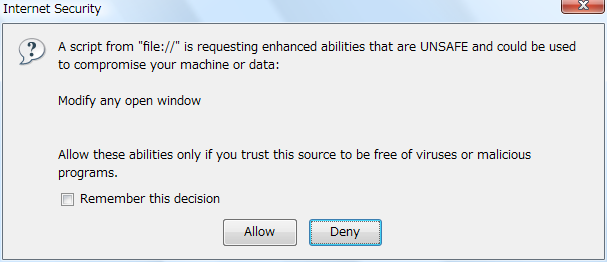 Internet Security
A script from "file://" is requesting enhanced abilities that are UNSAFE and could be used
to compromise your machine or data:
Modify any open window
Allow these abilities only if you trust this source to be free of viruses or malicious
programs.
Remember this decision
Allow
Deny